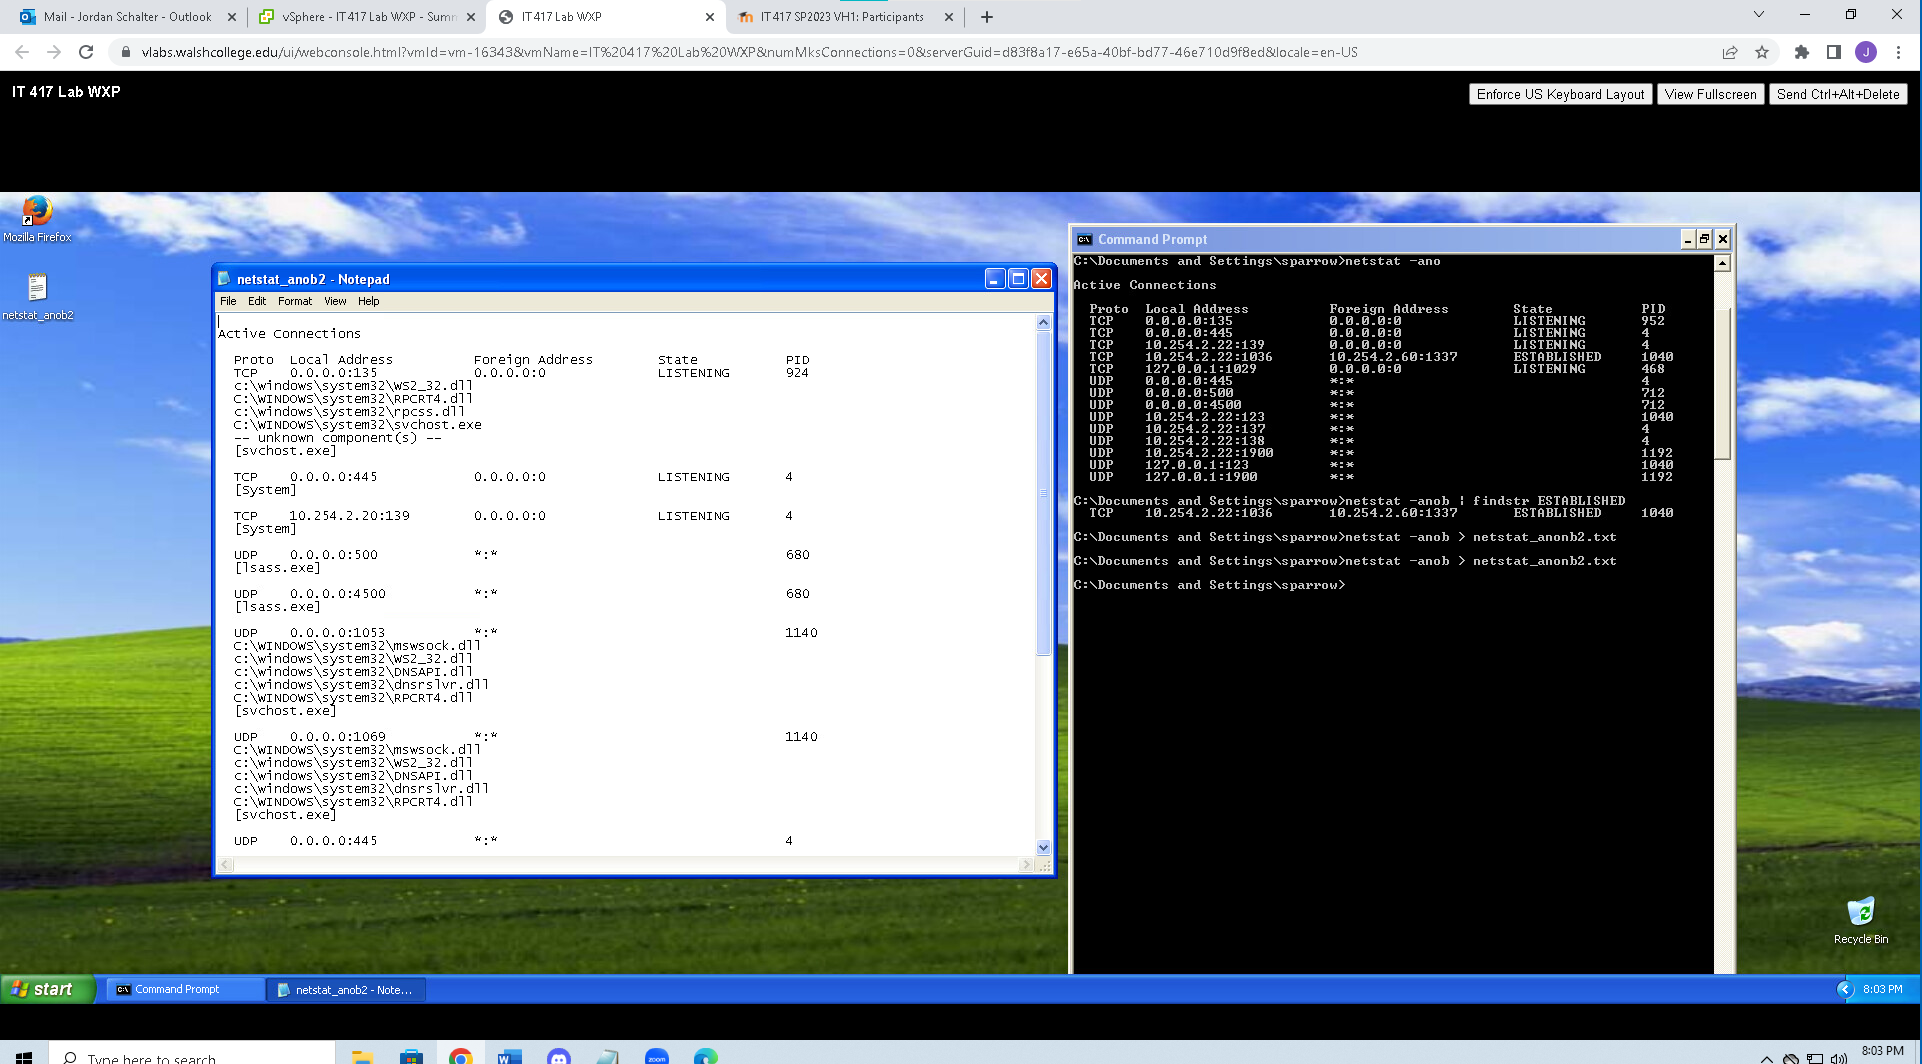 Mail - Jordan Schalter - Outlook
vSphere - IT417 Lab WXP - Sum
IT417 Lab WXP
IT417 SP2023 VH1: Participants
vlabs.walshcollege.edu/ui/webconsole.html?vmId=vm-16343&vmName=IT%20417%20Lab%20WXP&numMksConnections=0&serverGuid=d83f8a17-e65a-40bf-bd77-46e710d9f8ed&locale=en-US
J
IT 417 Lab WXP
Enforce US Keyboard Layout
View Fullscreen
Send Ctrl+Alt+Delete
Mozilla Firefox
netstat_anob2
netstat_anob2 - Notepad
File Edit Format View Help
Active Connections
Proto Local Address Foreign Address State PID
TCP 0.0.0.0:135 0.0.0.0:0 LISTENING 924
c:\windows\system32\WS2_32.dll
C:\WINDOWS\system32\RPCRT4.dll
c:\windows\system32\rpcss.dll
C:\WINDOWS\system32\svchost.exe
-- unknown component(s) --
[svchost.exe]
TCP 0.0.0.0:445 0.0.0.0:0 LISTENING 4
[System]
TCP 10.254.2.20:139 0.0.0.0:0 LISTENING 4
[System]
UDP 0.0.0.0:500 *:* 680
[lsass.exe]
UDP 0.0.0.0:4500 *:* 680
[lsass.exe]
UDP 0.0.0.0:1053 *:* 1140
C:\WINDOWS\system32\mswsock.dll
c:\windows\system32\WS2_32.dll
c:\windows\system32\DNSAPI.dll
c:\windows\system32\dnsrslvr.dll
C:\WINDOWS\system32\RPCRT4.dll
[svchost.exe]
UDP 0.0.0.0:1069 *:* 1140
C:\WINDOWS\system32\mswsock.dll
c:\windows\system32\WS2_32.dll
c:\windows\system32\DNSAPI.dll
c:\windows\system32\dnsrslvr.dll
C:\WINDOWS\system32\RPCRT4.dll
[svchost.exe]
UDP 0.0.0.0:445 *:* 4
Command Prompt
C:\Documents and Settings\sparrow>netstat -ano
Active Connections
Proto Local Address Foreign Address State PID
TCP 0.0.0.0:135 0.0.0.0:0 LISTENING 952
TCP 0.0.0.0:445 0.0.0.0:0 LISTENING 4
TCP 10.254.2.22:139 0.0.0.0:0 LISTENING 4
TCP 10.254.2.22:1036 10.254.2.60:1337 ESTABLISHED 1040
TCP 127.0.0.1:1029 0.0.0.0:0 LISTENING 468
UDP 0.0.0.0:445 *:* 4
UDP 0.0.0.0:500 *:* 712
UDP 0.0.0.0:4500 *:* 712
UDP 10.254.2.22:123 *:* 1040
UDP 10.254.2.22:137 *:* 4
UDP 10.254.2.22:138 *:* 4
UDP 10.254.2.22:1900 *:* 1192
UDP 127.0.0.1:123 *:* 1040
UDP 127.0.0.1:1900 *:* 1192
C:\Documents and Settings\sparrow>netstat -anob | findstr ESTABLISHED
TCP 10.254.2.22:1036 10.254.2.60:1337 ESTABLISHED 1040
C:\Documents and Settings\sparrow>netstat -anob > netstat_anonb2.txt
C:\Documents and Settings\sparrow>netstat -anob > netstat_anonb2.txt
C:\Documents and Settings\sparrow>
Recycle Bin
start
Command Prompt
netstat_anob2 - Note...
8:03 PM
Type here to search
zoom
8:03 PM